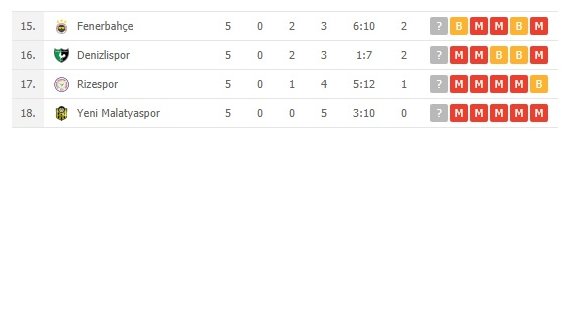 15. Fenerbahçe 5 0 2 3 6:10 2 ? B M M B M
16. Denizlispor 5 0 2 3 1:7 2 ? M M B B M
17. Rizespor 5 0 1 4 5:12 1 ? M M M M B
18. Yeni Malatyaspor 5 0 0 5 3:10 0 ? M M M M M